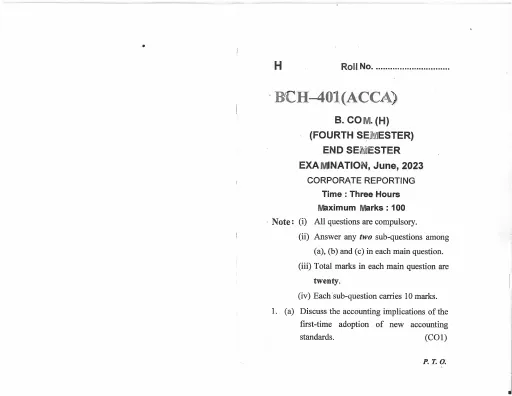 H Roll No. ..............................
BCH–401(ACCA)
B. COM. (H)
(FOURTH SEMESTER)
END SEMESTER
EXAMINATION, June, 2023
CORPORATE REPORTING
Time : Three Hours
Maximum Marks : 100
Note : (i) All questions are compulsory.
(ii) Answer any two sub-questions among
(a), (b) and (c) in each main question.
(iii) Total marks in each main question are
twenty.
(iv) Each sub-question carries 10 marks.
1. (a) Discuss the accounting implications of the
first-time adoption of new accounting
standards. (CO1)
P. T. O.